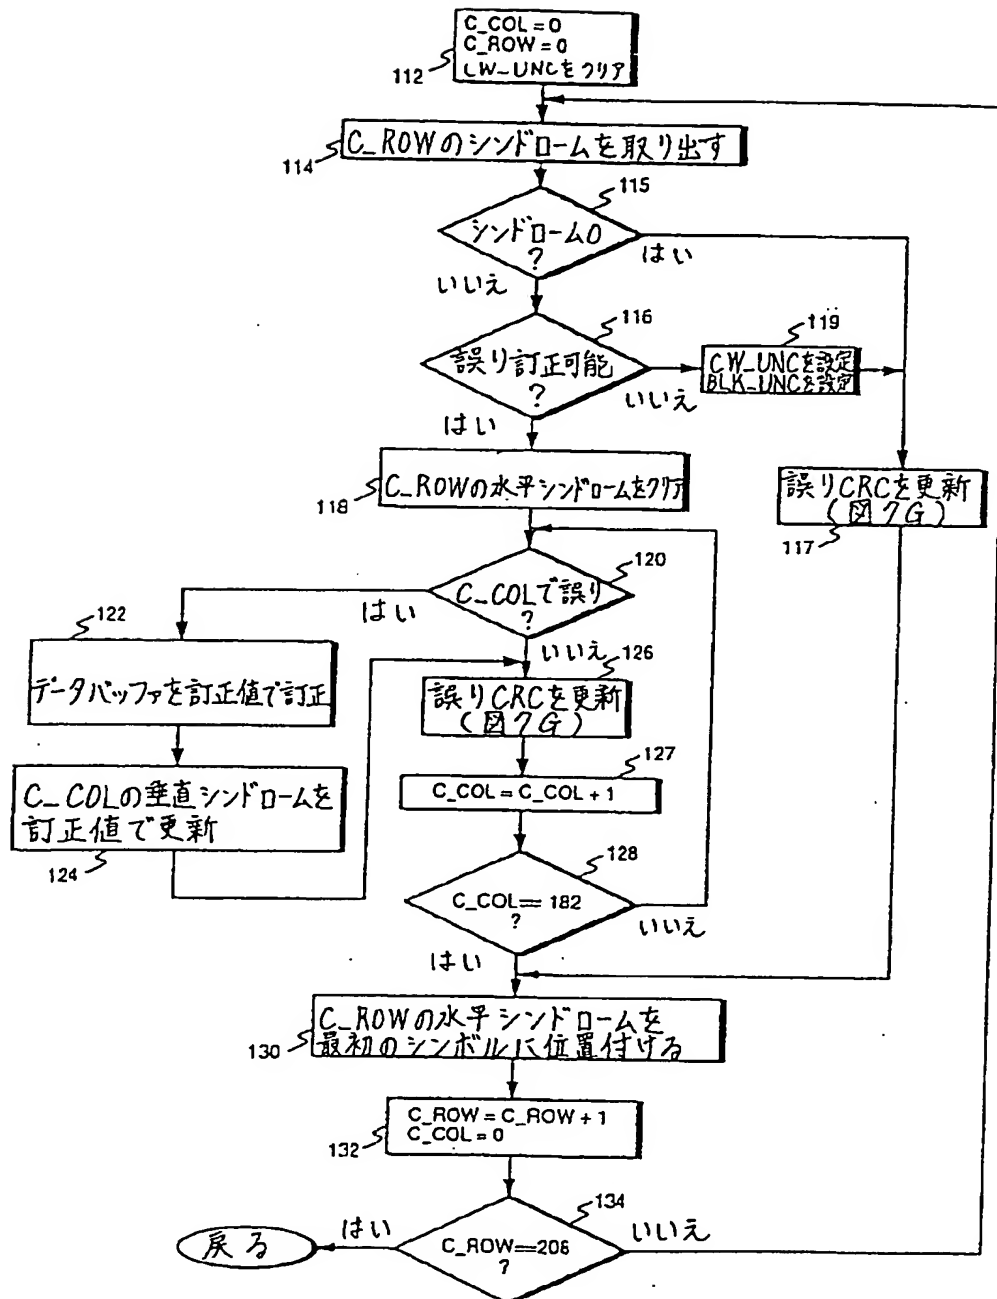 C_COL=0
C_ROW=0
CW_UNCをクリア
112
C_ROWのシンドロームを取り出す
114
115
シンドローム0
?
はい
いいえ
116
誤り訂正可能
?
いいえ
はい
119
CW_UNCを設定
BLK_UNCを設定
C_ROWの水平シンドロームをクリア
118
誤りCRCを更新
(図7G)
117
120
C_COLで誤り
?
はい
いいえ
122
データバッファを訂正値で訂正
126
誤りCRCを更新
(図7G)
C_COLの垂直シンドロームを
訂正値で更新
124
127
C_COL=C_COL+1
128
C_COL==182
?
いいえ
はい
C_ROWの水平シンドロームを
最初のシンボルに位置付ける
130
C_ROW=C_ROW+1
C_COL=0
132
134
C_ROW==208
?
はい
いいえ
戻る